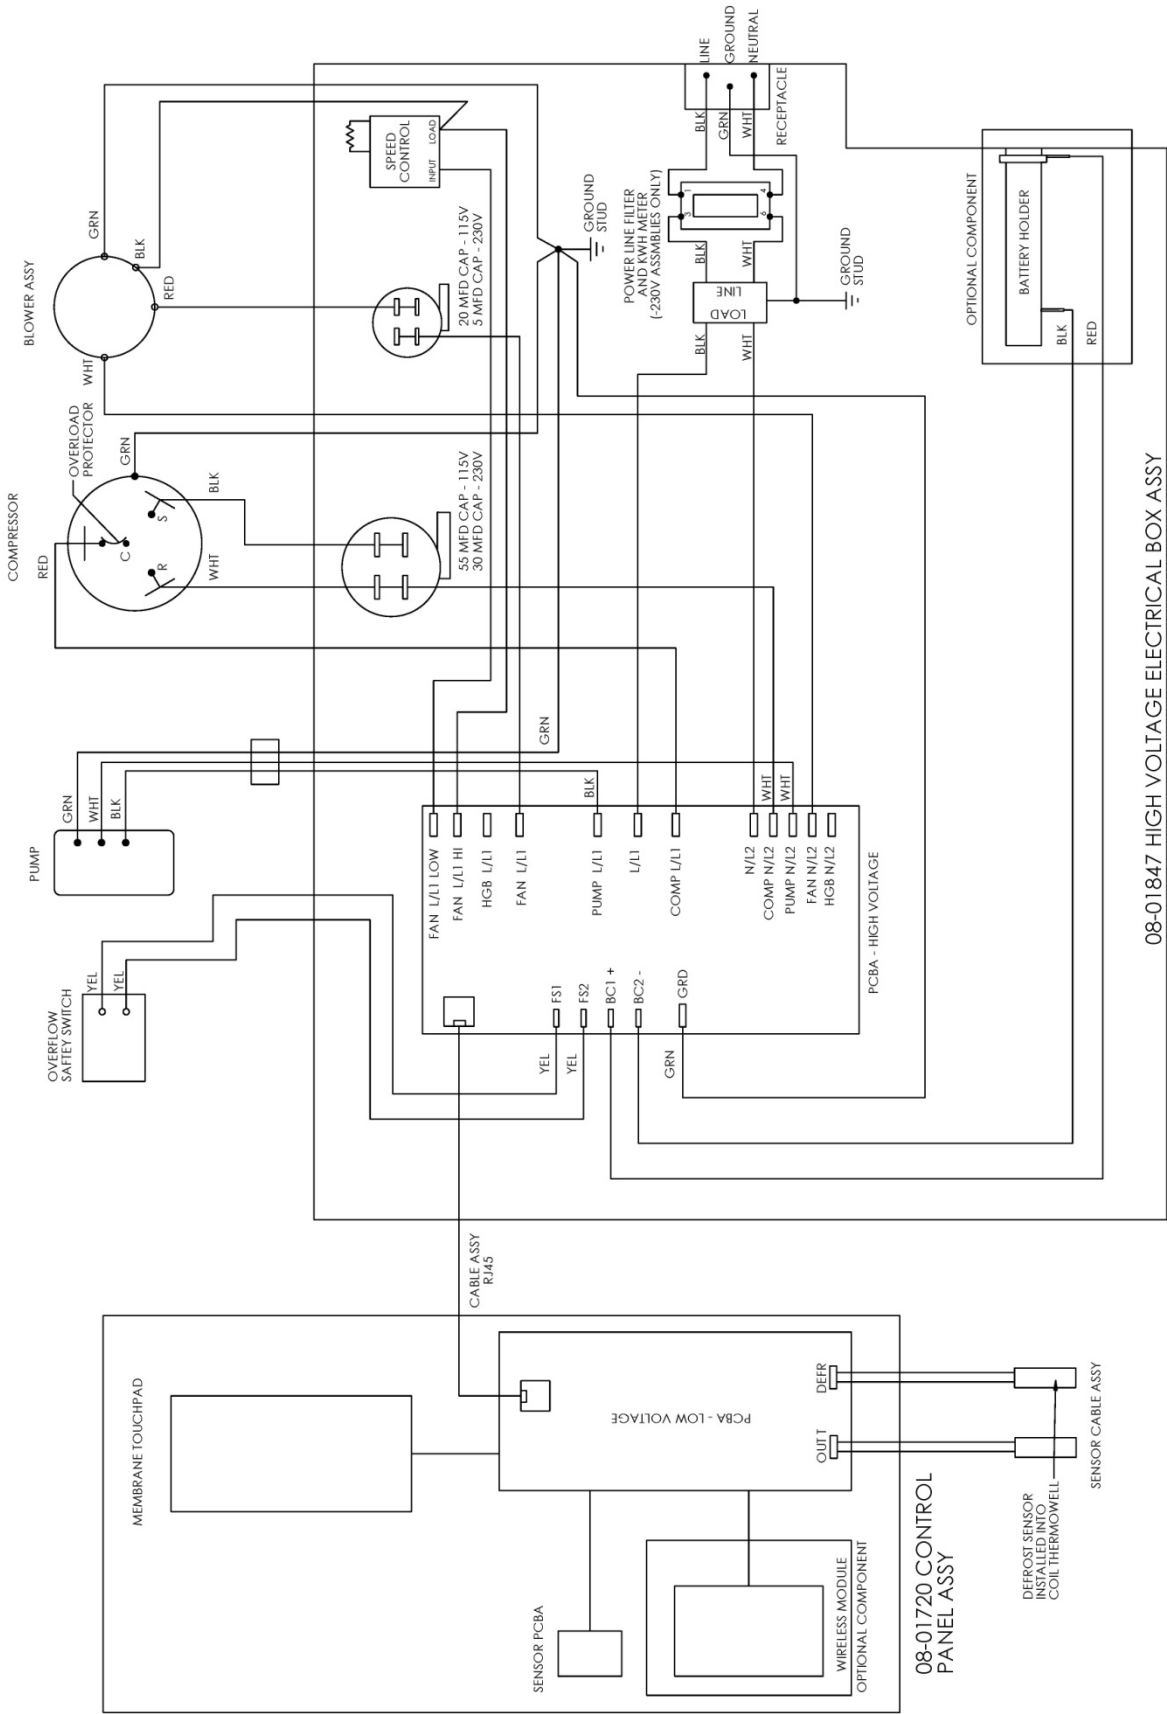 COMPRESSOR
RED
OVERLOAD
PROTECTOR
GRN
C
S
R
BLK
WHT
BLOWER ASSY
GRN
BLK
RED
WHT
SPEED
CONTROL
INPUT
LOAD
20 MFD CAP - 115V
5 MFD CAP - 230V
55 MFD CAP - 115V
30 MFD CAP - 230V
GROUND
STUD
LINE
GROUND
NEUTRAL
RECEPTACLE
BLK
GRN
WHT
POWER LINE FILTER
AND KWH METER
(-230V ASSMBLIES ONLY)
1
3
4
6
BLK
WHT
LINE
LOAD
BLK
WHT
GROUND
STUD
OPTIONAL COMPONENT
BATTERY HOLDER
BLK
RED
PUMP
GRN
WHT
BLK
GRN
BLK
WHT
WHT
OVERFLOW
SAFTEY SWITCH
YEL
YEL
FAN L/L1 LOW
FAN L/L1 HI
HGB L/L1
FAN L/L1
PUMP L/L1
L/L1
COMP L/L1
N/L2
COMP N/L2
PUMP N/L2
FAN N/L2
HGB N/L2
PCBA - HIGH VOLTAGE
FS1
FS2
BC1 +
BC2 -
GRD
YEL
YEL
GRN
08-01847 HIGH VOLTAGE ELECTRICAL BOX ASSY
CABLE ASSY
RJ45
MEMBRANE TOUCHPAD
PCBA - LOW VOLTAGE
DEFR
OUT T
SENSOR PCBA
WIRELESS MODULE
OPTIONAL COMPONENT
08-01720 CONTROL
PANEL ASSY
DEFROST SENSOR
INSTALLED INTO
COIL THERMOWELL
SENSOR CABLE ASSY